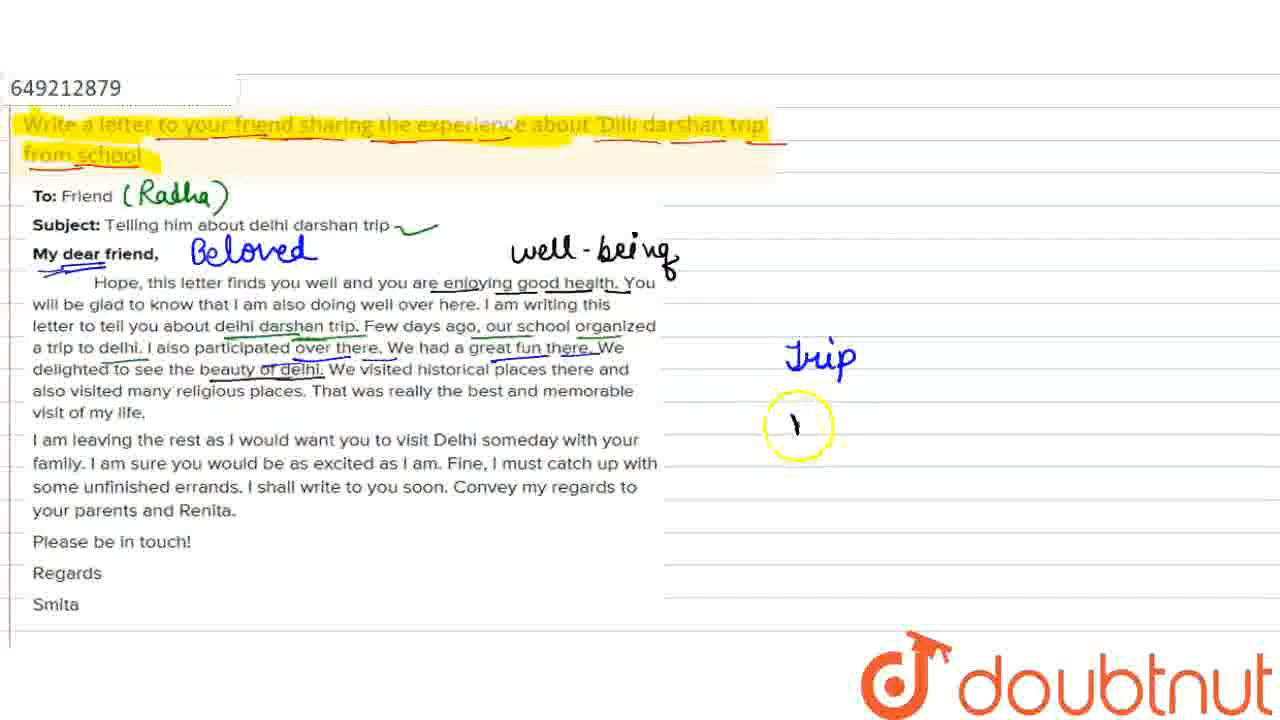 649212879
Write a letter to your friend sharing the experience about 'Dilli darshan trip
from school
To: Friend (Radha)
Subject: Telling him about delhi darshan trip
My dear friend, Beloved well-being
Hope, this letter finds you well and you are enjoying good health. You
will be glad to know that I am also doing well over here. I am writing this
letter to tell you about delhi darshan trip. Few days ago, our school organized
a trip to delhi. I also participated over there. We had a great fun there. We
delighted to see the beauty of delhi. We visited historical places there and
also visited many religious places. That was really the best and memorable
visit of my life.
Trip
I am leaving the rest as I would want you to visit Delhi someday with your
family. I am sure you would be as excited as I am. Fine, I must catch up with
some unfinished errands. I shall write to you soon. Convey my regards to
your parents and Renita.
Please be in touch!
Regards
Smita
doubtnut